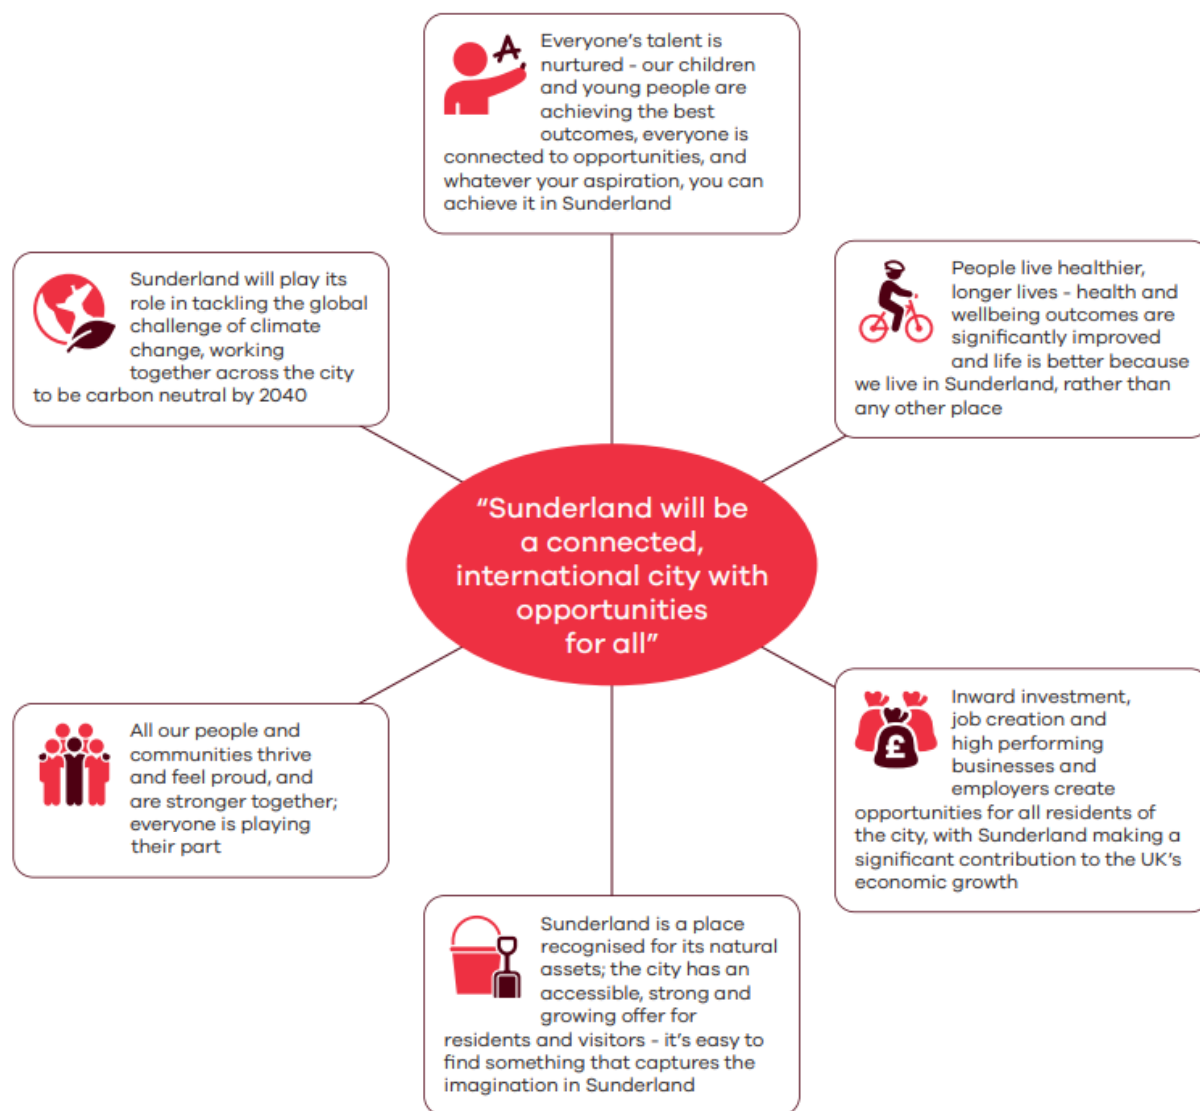 Everyone's talent is
nurtured - our children
and young people are
achieving the best
outcomes, everyone is
connected to opportunities, and
whatever your aspiration, you can
achieve it in Sunderland
Sunderland will play its
role in tackling the global
challenge of climate
change, working
together across the city
to be carbon neutral by 2040
People live healthier,
longer lives - health and
wellbeing outcomes are
significantly improved
and life is better because
we live in Sunderland, rather than
any other place
“Sunderland will be
a connected,
international city with
opportunities
for all”
All our people and
communities thrive
and feel proud, and
are stronger together;
everyone is playing
their part
£
Inward investment,
job creation and
high performing
businesses and
employers create
opportunities for all residents of
the city, with Sunderland making a
significant contribution to the UK's
economic growth
Sunderland is a place
recognised for its natural
assets; the city has an
accessible, strong and
growing offer for
residents and visitors - it's easy to
find something that captures the
imagination in Sunderland